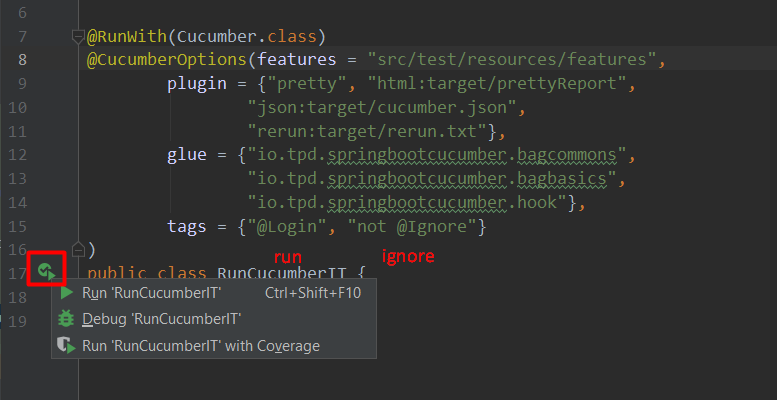 6
7 @RunWith(Cucumber.class)
8 @CucumberOptions(features = "src/test/resources/features",
9 plugin = {"pretty", "html:target/prettyReport",
10 "json:target/cucumber.json",
11 "rerun:target/rerun.txt"},
12 glue = {"io.tpd.springbootcucumber.bagcommons",
13 "io.tpd.springbootcucumber.bagbasics",
14 "io.tpd.springbootcucumber.hook"},
15 tags = {"@Login", "not @Ignore"}
16 )
run ignore
17 public class RunCucumberIT {
18 Run 'RunCucumberIT' Ctrl+Shift+F10
19 Debug 'RunCucumberIT'
Run 'RunCucumberIT' with Coverage